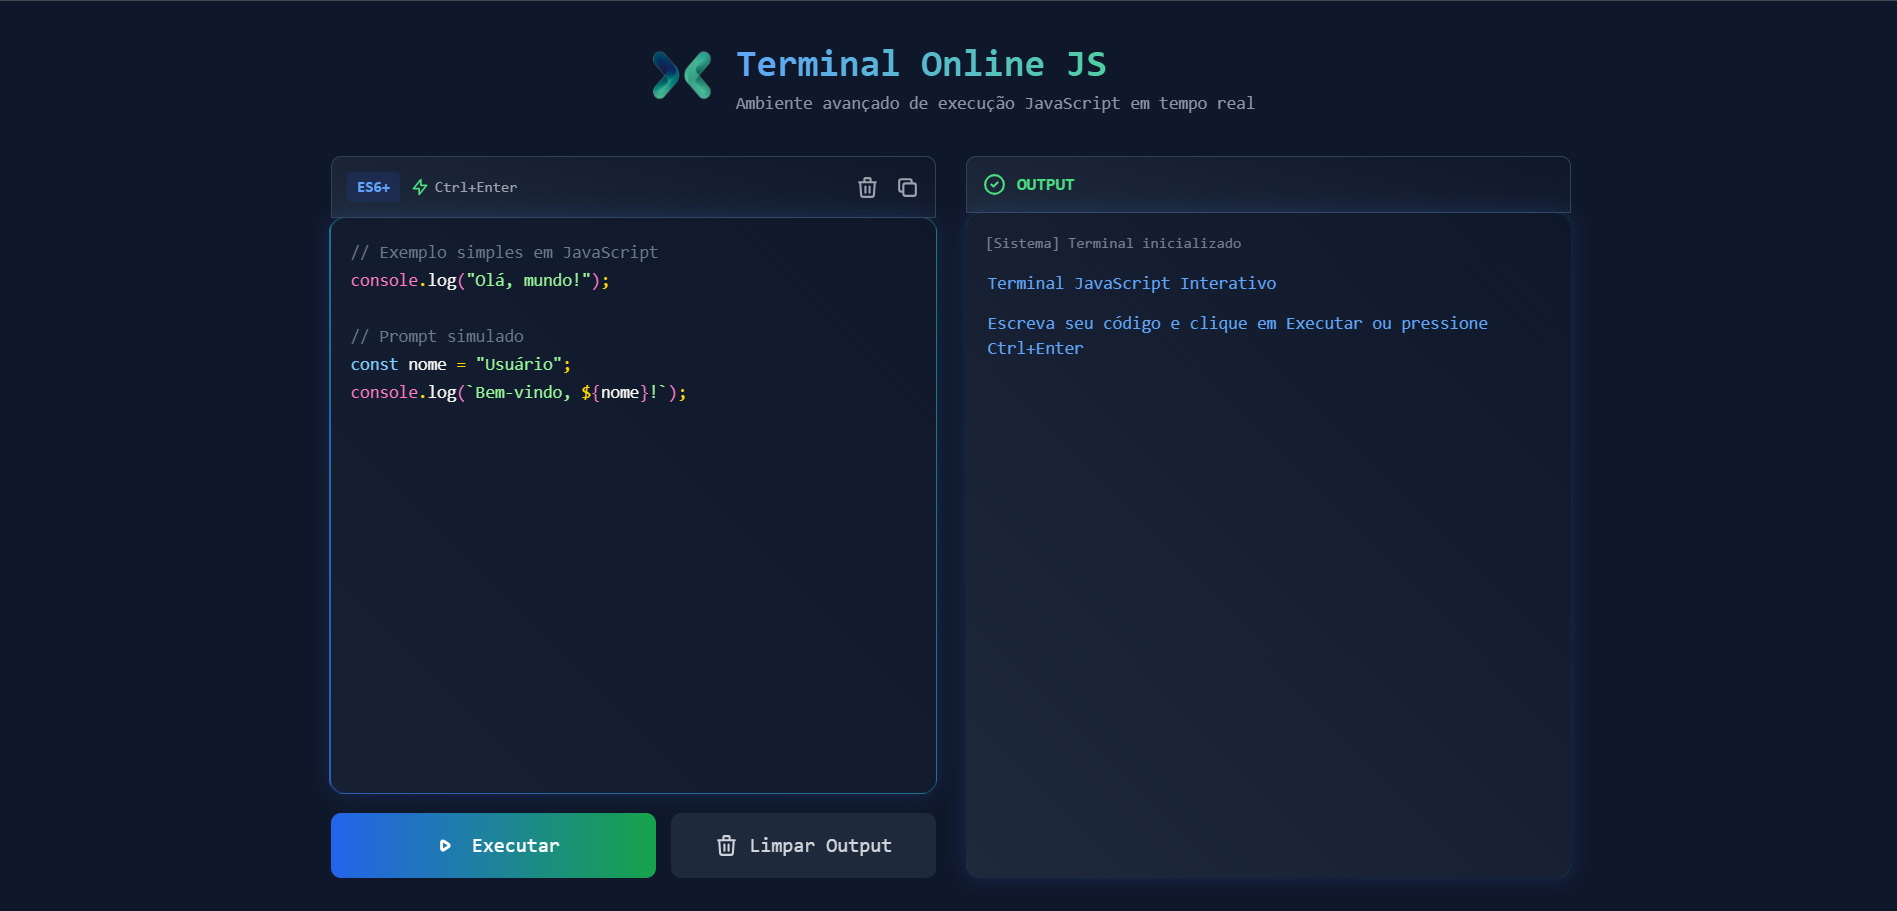 Terminal Online JS
Ambiente avançado de execução JavaScript em tempo real
ES6+ Ctrl+Enter
// Exemplo simples em JavaScript
console.log("Olá, mundo!");
// Prompt simulado
const nome = "Usuário";
console.log(`Bem-vindo, ${nome}!`);
Executar
Limpar Output
OUTPUT
[Sistema] Terminal inicializado
Terminal JavaScript Interativo
Escreva seu código e clique em Executar ou pressione
Ctrl+Enter